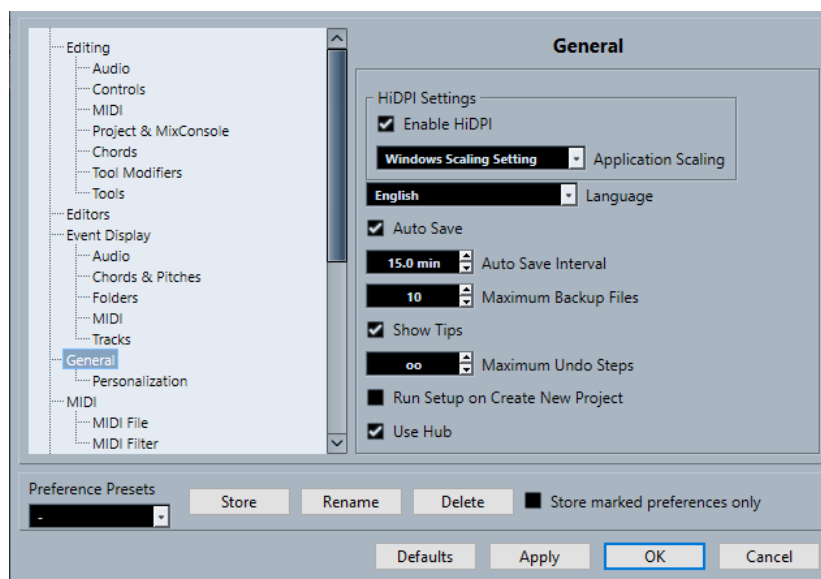 Editing
Audio
Controls
MIDI
Project & MixConsole
Chords
Tool Modifiers
Tools
Editors
Event Display
Audio
Chords & Pitches
Folders
MIDI
Tracks
General
Personalization
MIDI
MIDI File
MIDI Filter
General
HiDPI Settings
Enable HiDPI
Windows Scaling Setting Application Scaling
English Language
Auto Save
15.0 min Auto Save Interval
10 Maximum Backup Files
Show Tips
oo Maximum Undo Steps
Run Setup on Create New Project
Use Hub
Preference Presets
- Store Rename Delete Store marked preferences only
Defaults Apply OK Cancel